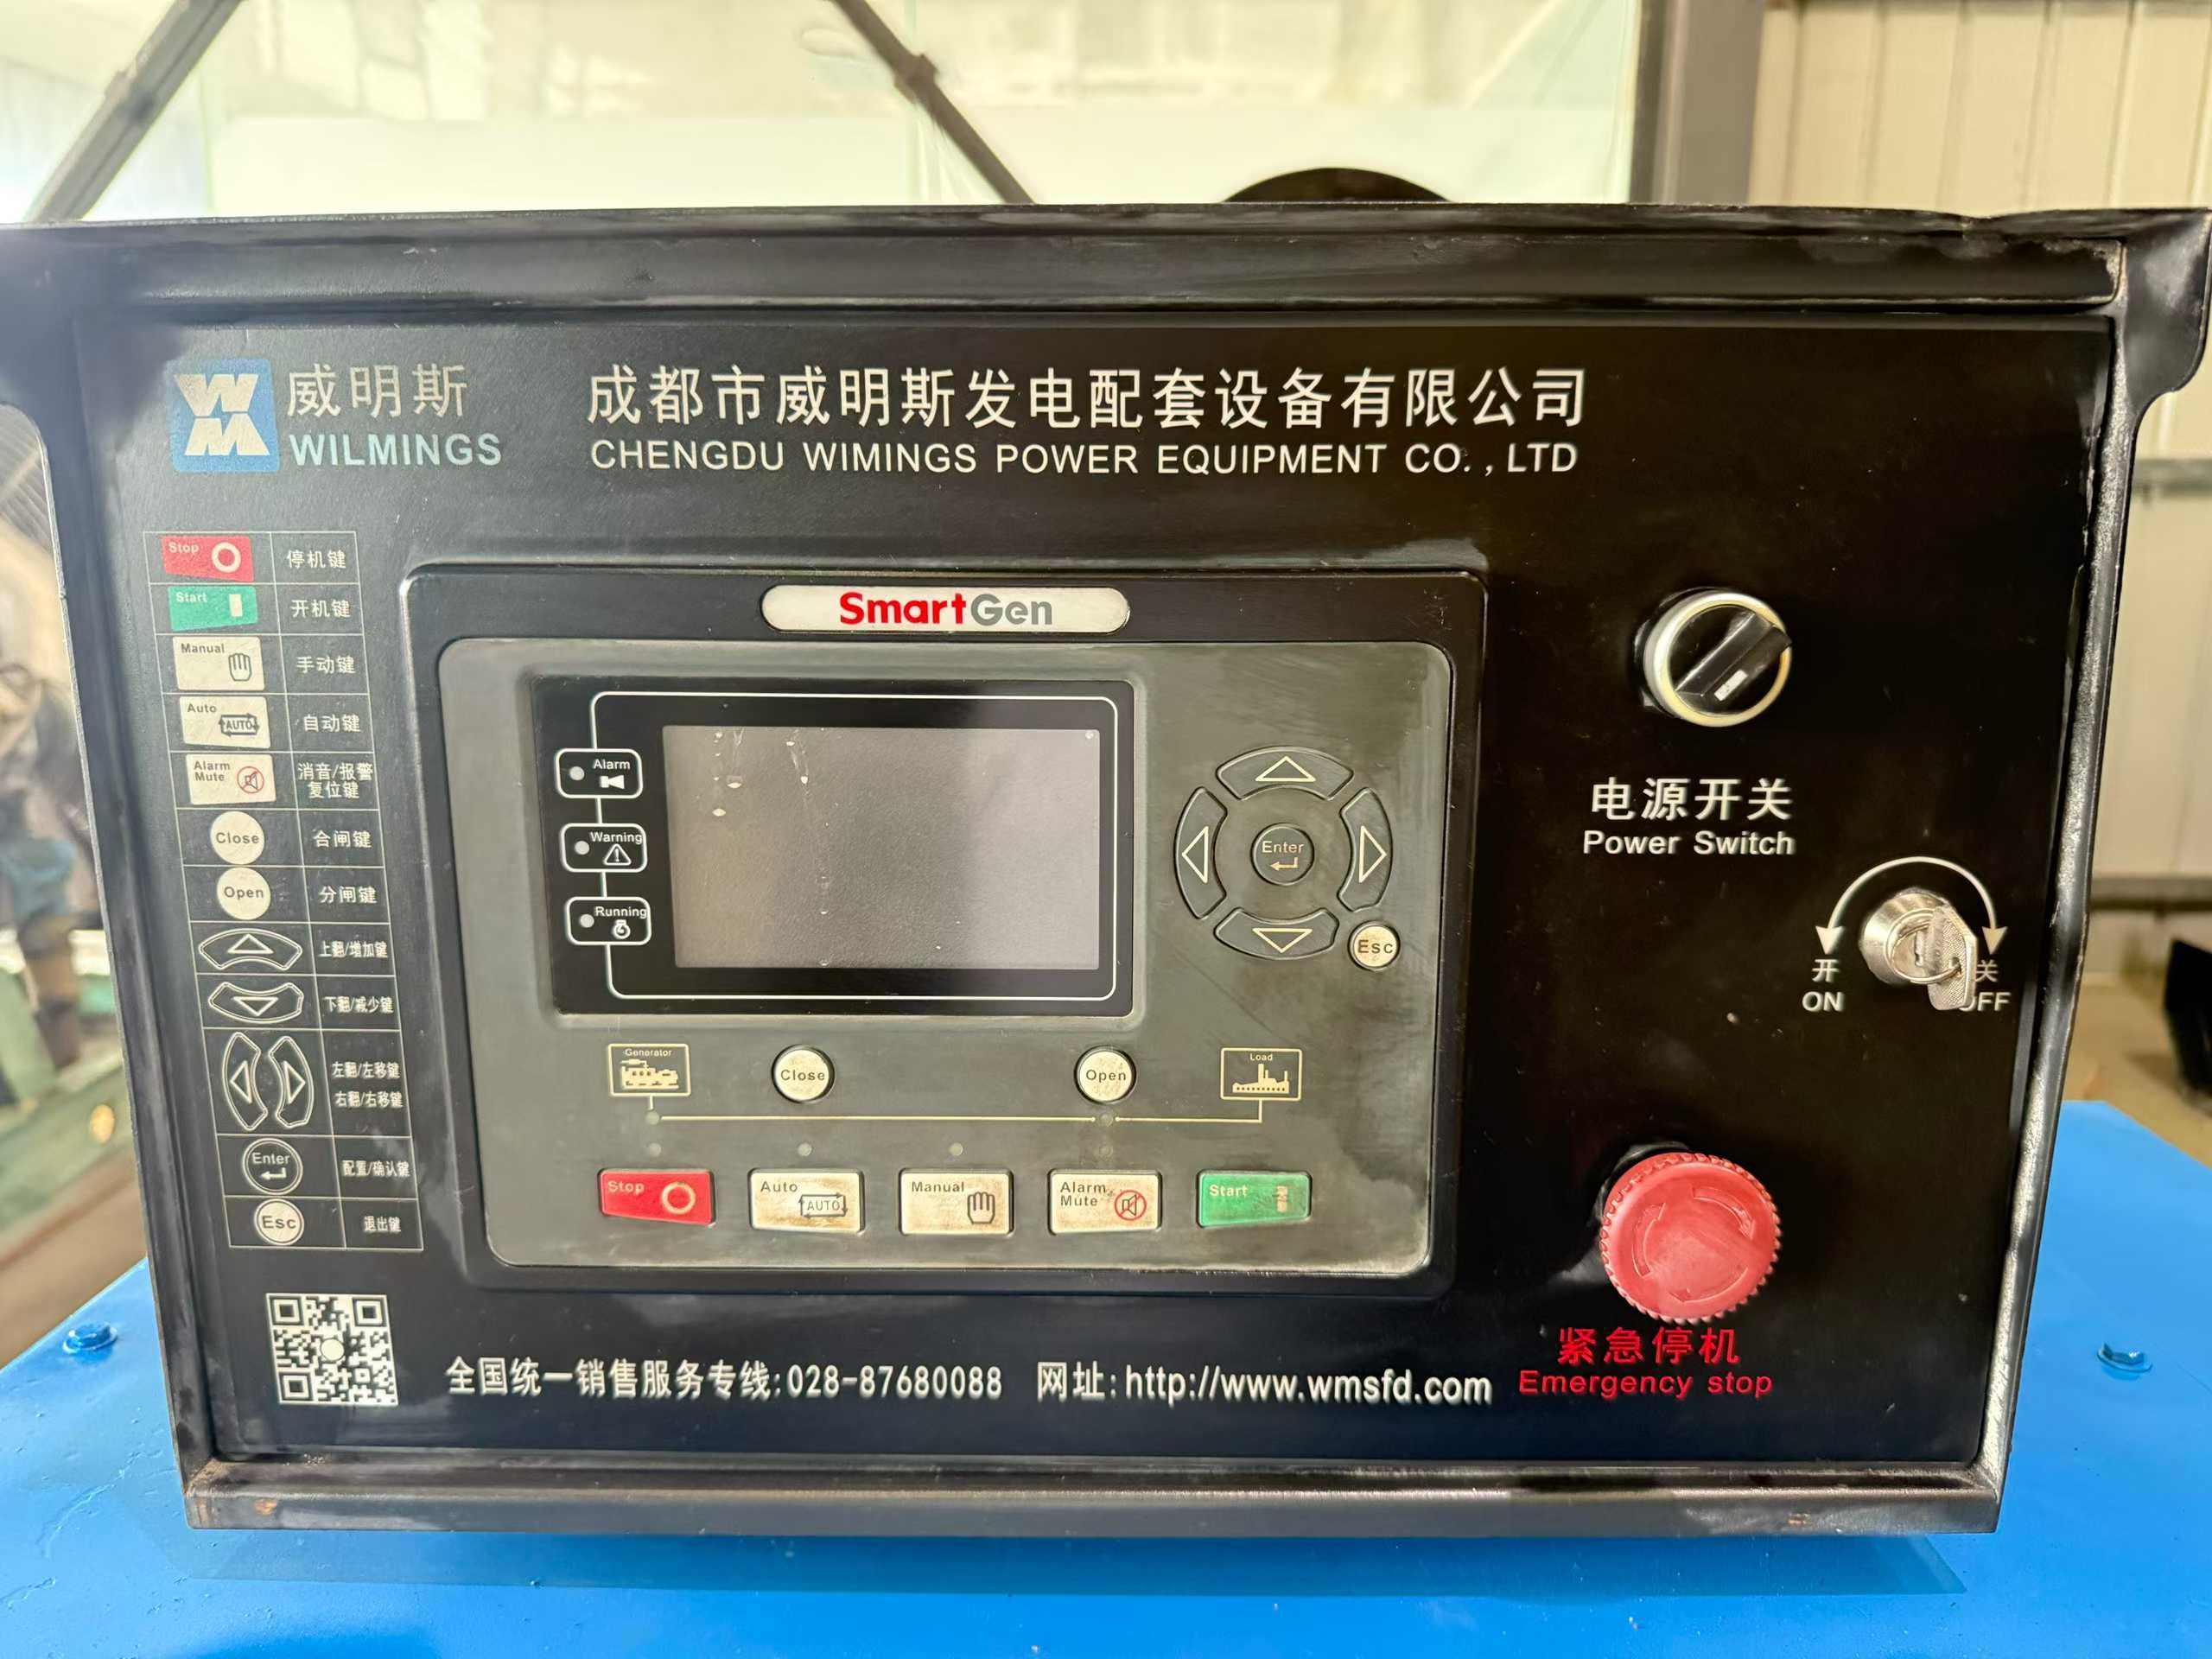 威明斯
WILMINGS
成都市威明斯发电配套设备有限公司
CHENGDU WIMINGS POWER EQUIPMENT CO.,LTD
Stop 停机键
Start 开机键
Manual 手动键
Auto AUTO 自动键
Alarm Mute 消音/报警
复位键
Close 合闸键
Open 分闸键
上翻/增加键
下翻/减少键
左翻/左移键
右翻/右移键
Enter 配置/确认键
Esc 退出键
SmartGen
Alarm
Warning
Running
Enter
Esc
Generator
Close
Open
Load
Stop
Auto AUTO
Manual
Alarm
Mute
Start
电源开关
Power Switch
开 关
ON OFF
紧急停机
Emergency stop
全国统一销售服务专线:028-87680088 网址:http://www.wmsfd.com